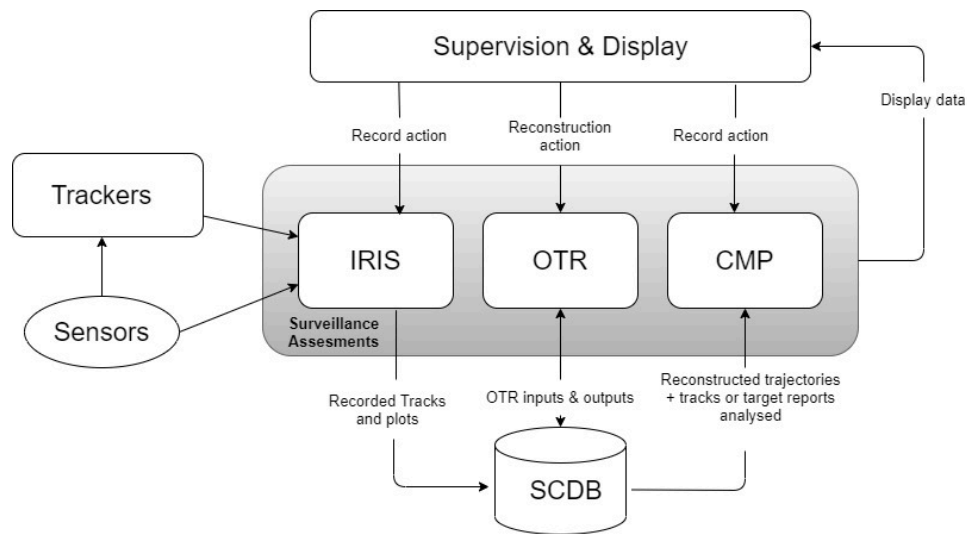 Supervision & Display
Display data
Record action
Reconstruction
action
Record action
Trackers
IRIS
OTR
CMP
Sensors
Surveillance
Assesments
Recorded Tracks
and plots
OTR inputs & outputs
Reconstructed trajectories
+ tracks or target reports
analysed
SCDB